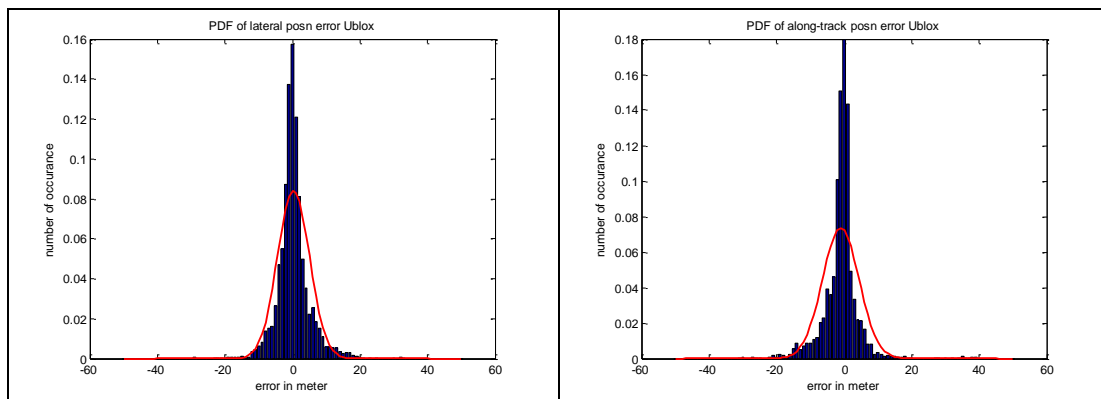 PDF of lateral posn error Ublox
0.16
0.14
0.12
0.1
0.08
0.06
0.04
0.02
0
-60 -40 -20 0 20 40 60
number of occurance
error in meter
PDF of along-track posn error Ublox
0.18
0.16
0.14
0.12
0.1
0.08
0.06
0.04
0.02
0
-60 -40 -20 0 20 40 60
number of occurance
error in meter